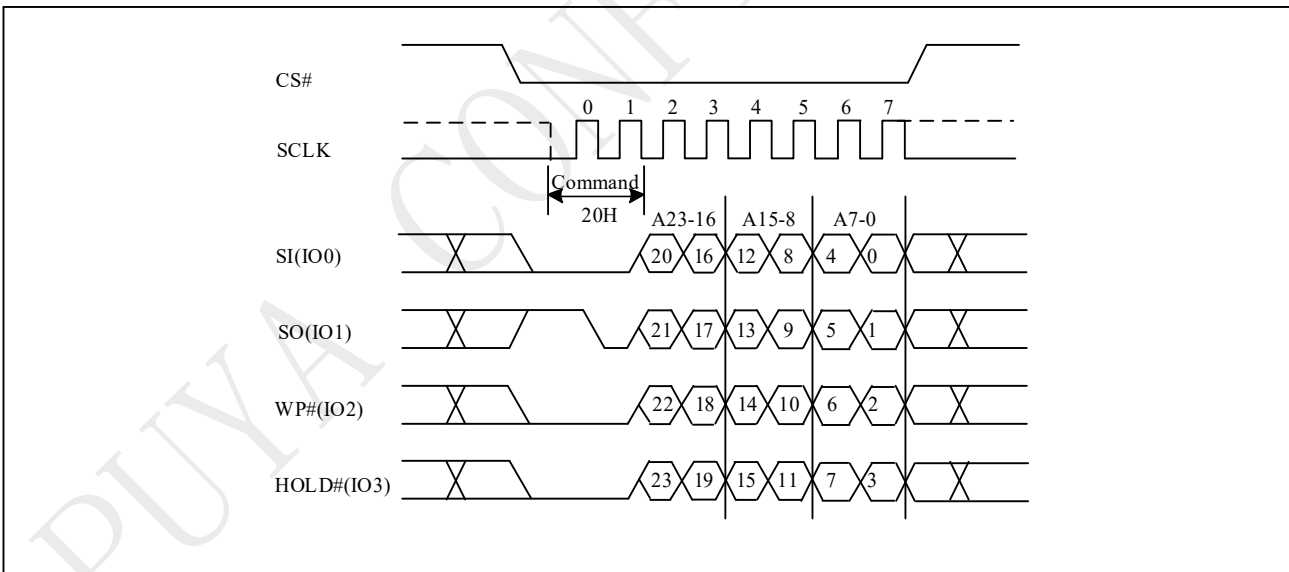 CS#
0 1 2 3 4 5 6 7
SCLK
Command
20H
A23-16 A15-8 A7-0
SI(IO0) 20 16 12 8 4 0
SO(IO1) 21 17 13 9 5 1
WP#(IO2) 22 18 14 10 6 2
HOLD#(IO3) 23 19 15 11 7 3
PUYA CONF